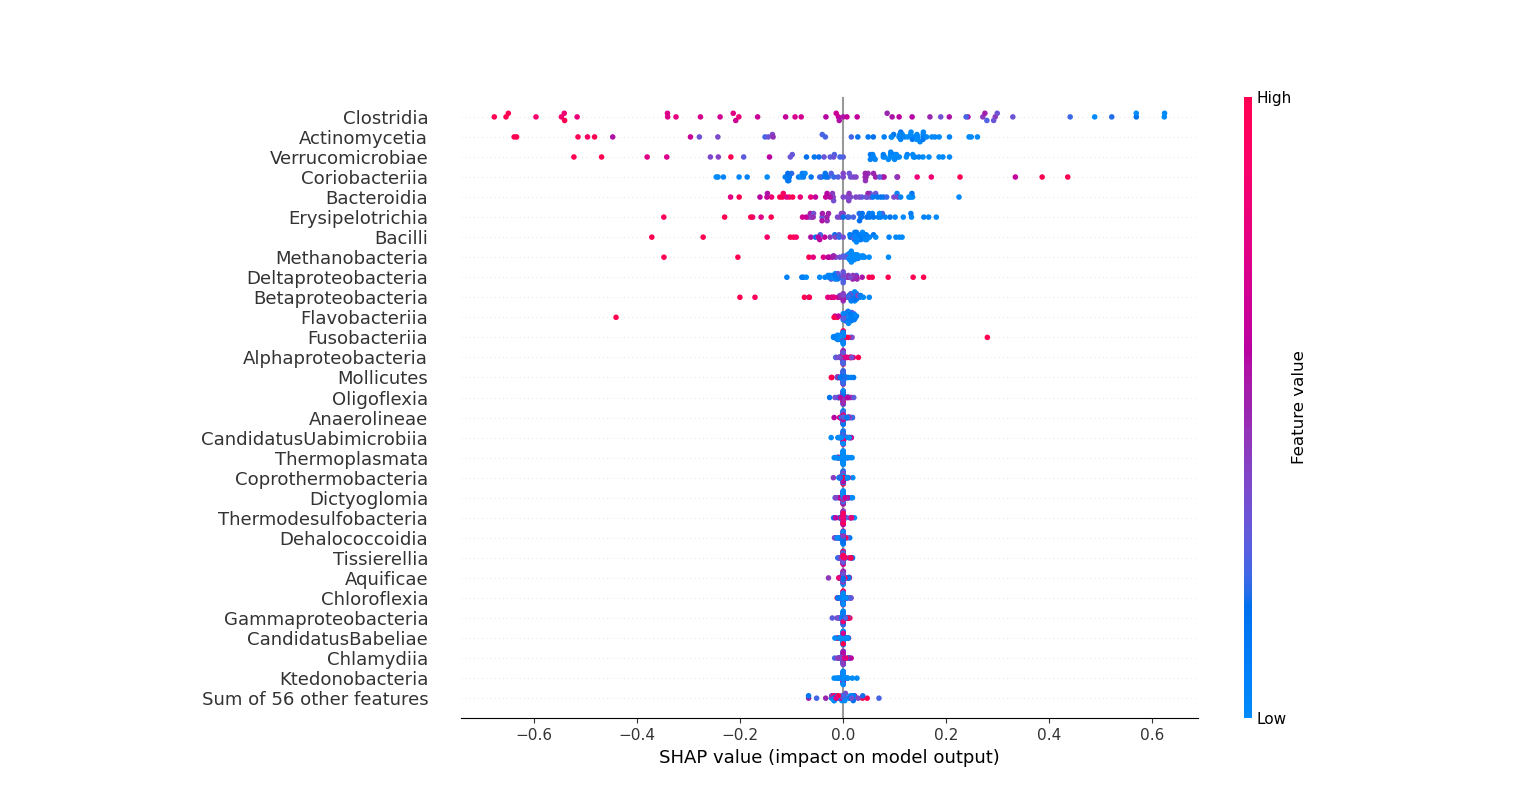 High
Clostridia
Actinomycetia
Verrucomicrobiae
Coriobacteriia
Bacteroidia
Erysipelotrichia
Bacilli
Methanobacteria
Deltaproteobacteria
Betaproteobacteria
Flavobacteriia
Fusobacteriia
Alphaproteobacteria
Mollicutes
Oligoflexia
Anaerolineae
CandidatusUabimicrobiia
Thermoplasmata
Coprothermobacteria
Dictyoglomia
Thermodesulfobacteria
Dehalococcoidia
Tissierellia
Aquificae
Chloroflexia
Gammaproteobacteria
CandidatusBabeliae
Chlamydiia
Ktedonobacteria
Sum of 56 other features
Feature value
Low
−0.6 −0.4 −0.2 0.0 0.2 0.4 0.6
SHAP value (impact on model output)